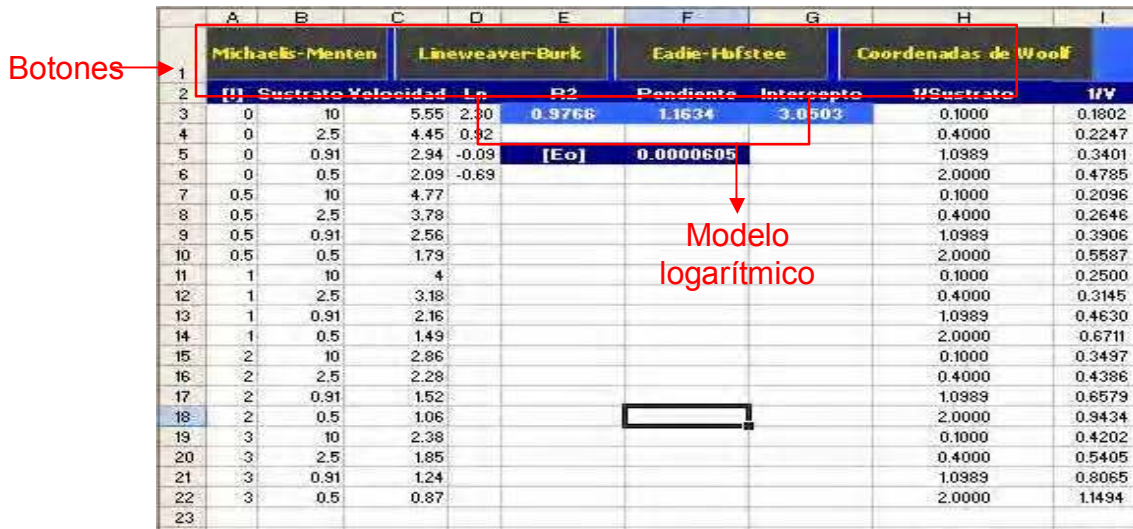 A B C D E F G H I
Botones
1 Michaelis-Menten Lineweaver-Burk Eadie-Hofstee Coordenadas de Woolf
2 [I] Sustrato Velocidad Ln R2 Pendiente Intercepto 1/Sustrato 1/V
3 0 10 5.55 2.30 0.9766 1.1634 3.0503 0.1000 0.1802
4 0 2.5 4.45 0.92 0.4000 0.2247
5 0 0.91 2.94 -0.09 [Eo] 0.0000605 1.0989 0.3401
6 0 0.5 2.09 -0.69 2.0000 0.4785
7 0.5 10 4.77 0.1000 0.2096
8 0.5 2.5 3.78 0.4000 0.2646
9 0.5 0.91 2.56 1.0989 0.3906
10 0.5 0.5 1.79 2.0000 0.5587
Modelo
logarítmico
11 1 10 4 0.1000 0.2500
12 1 2.5 3.18 0.4000 0.3145
13 1 0.91 2.16 1.0989 0.4630
14 1 0.5 1.49 2.0000 0.6711
15 2 10 2.86 0.1000 0.3497
16 2 2.5 2.28 0.4000 0.4386
17 2 0.91 1.52 1.0989 0.6579
18 2 0.5 1.06 2.0000 0.9434
19 3 10 2.38 0.1000 0.4202
20 3 2.5 1.85 0.4000 0.5405
21 3 0.91 1.24 1.0989 0.8065
22 3 0.5 0.87 2.0000 1.1494
23